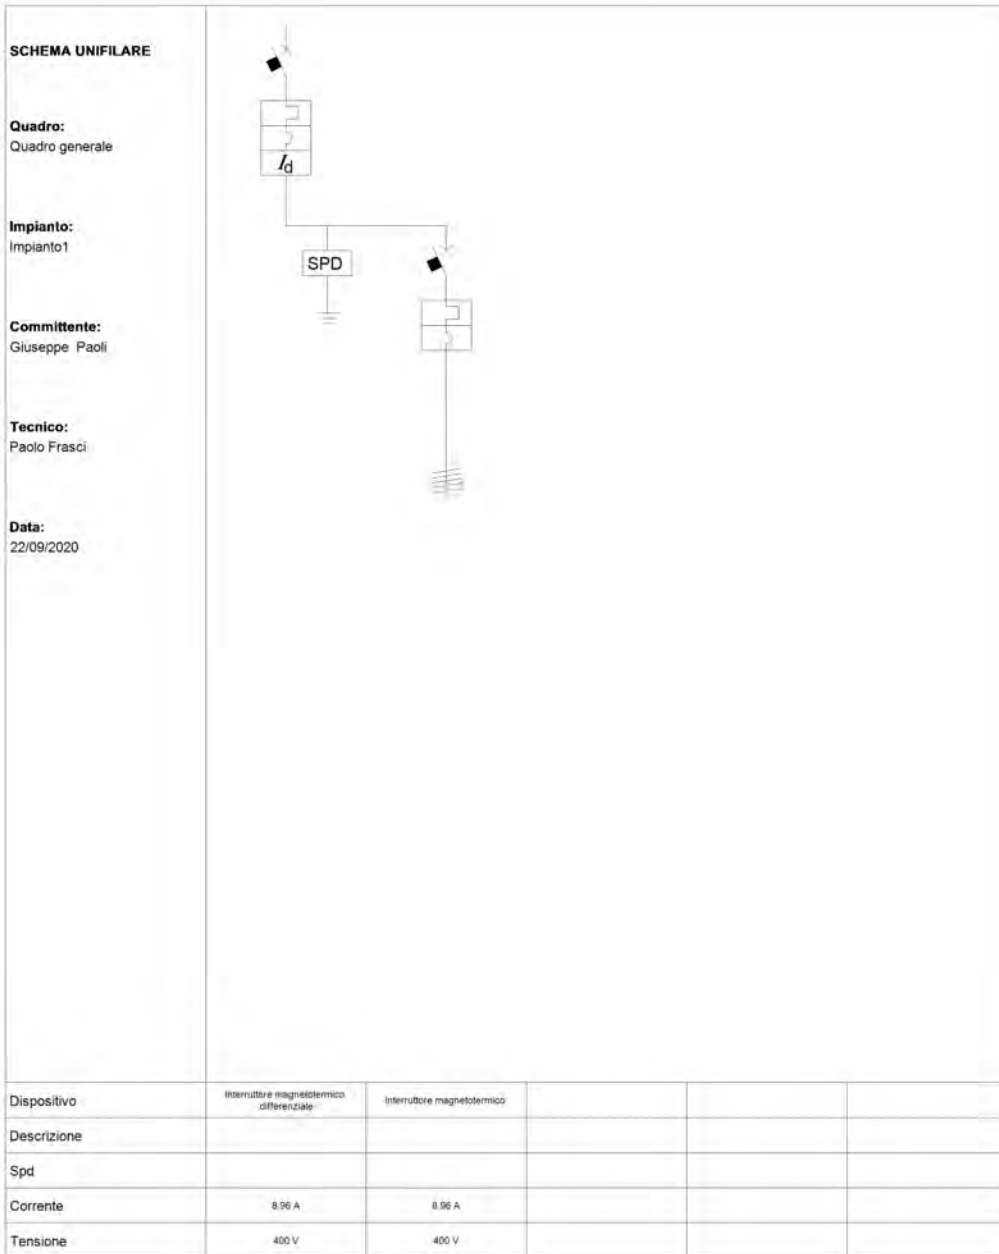 SCHEMA UNIFILARE
Quadro:
Quadro generale
Impianto:
Impianto1
Committente:
Giuseppe Paoli
Tecnico:
Paolo Frasci
Data:
22/09/2020
Id
SPD
Dispositivo
Interruttore magnetotermico
differenziale
Interruttore magnetotermico
Descrizione
Spd
Corrente
8.96 A
8.96 A
Tensione
400 V
400 V